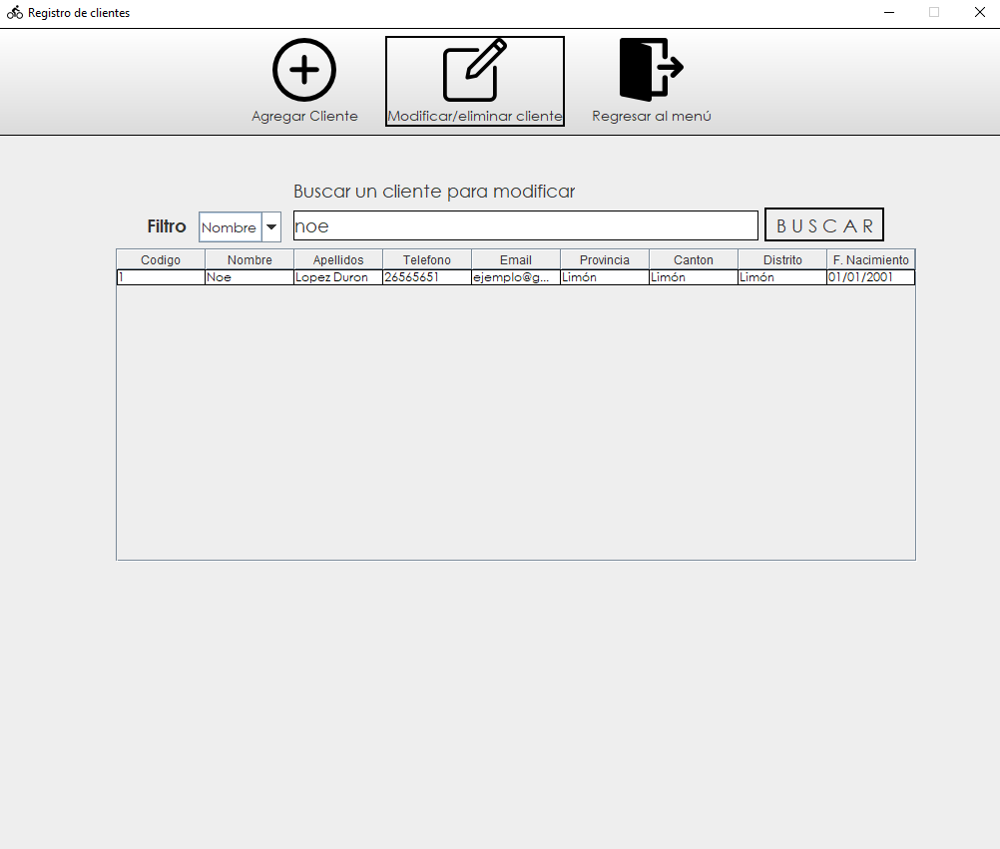 Registro de clientes
Agregar Cliente Modificar/eliminar cliente Regresar al menú
Buscar un cliente para modificar
Filtro Nombre noe BUSCAR
Codigo Nombre Apellidos Telefono Email Provincia Canton Distrito F. Nacimiento
1 Noe Lopez Duron 26565651 ejemplo@g... Limón Limón Limón 01/01/2001